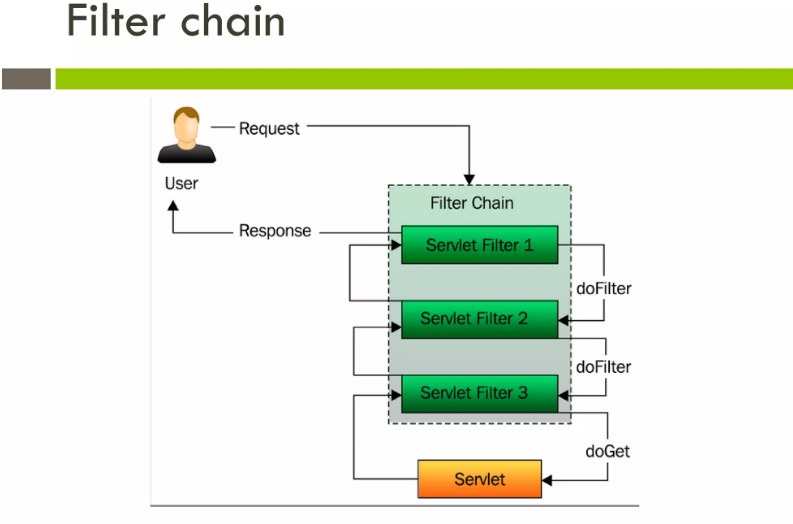 Filter chain
Request
User
Filter Chain
Response
Servlet Filter 1
doFilter
Servlet Filter 2
doFilter
Servlet Filter 3
doGet
Servlet